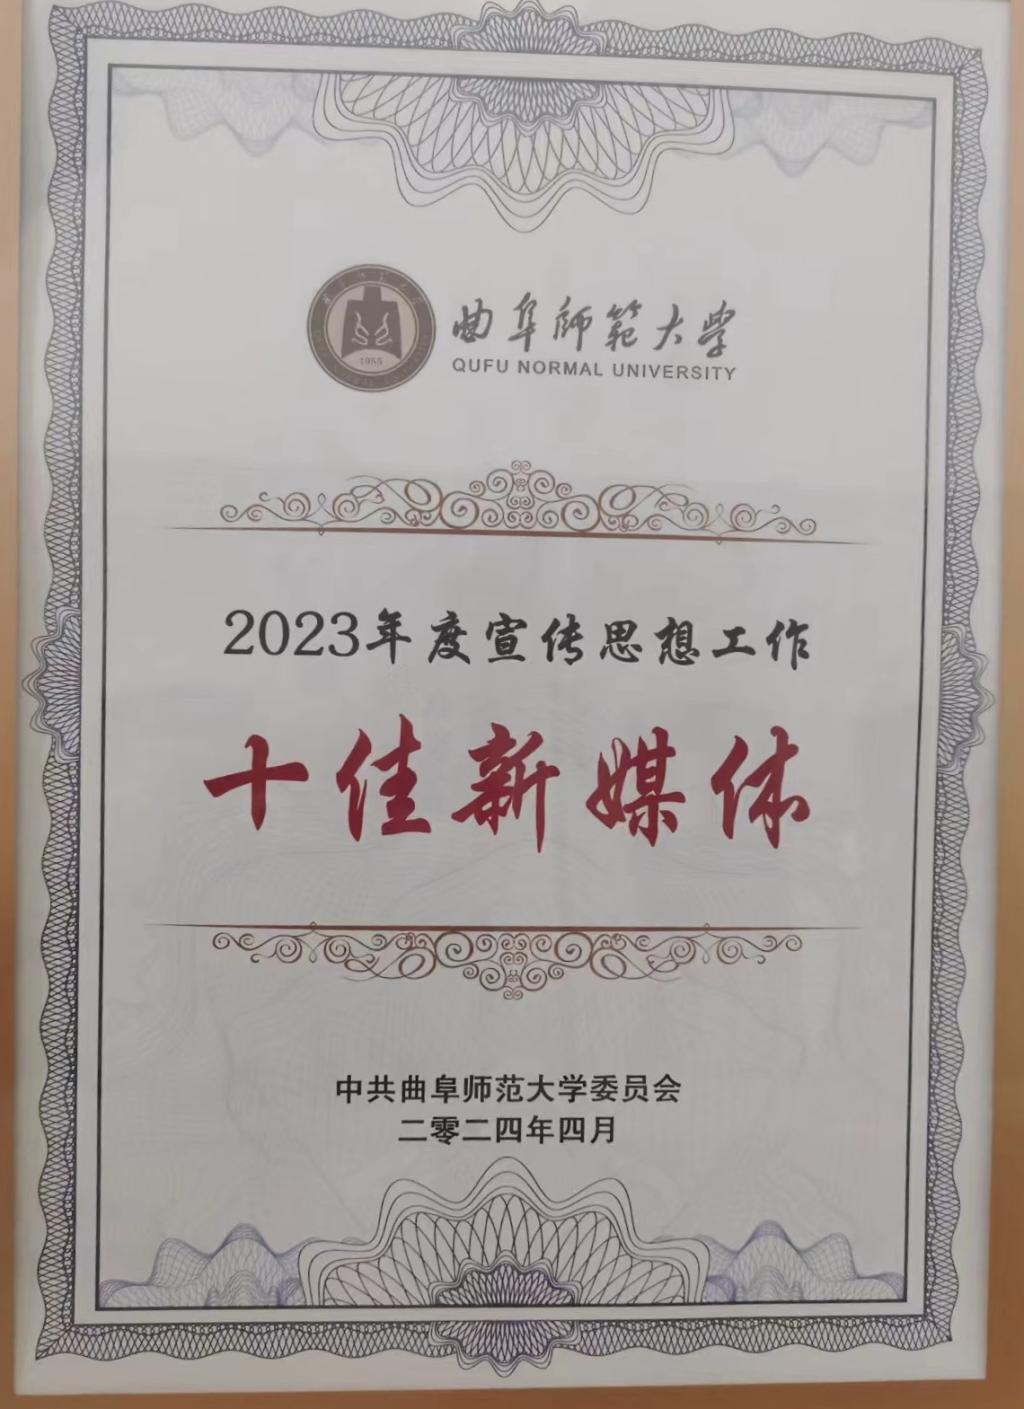 1955
曲阜師範大學
QUFU NORMAL UNIVERSITY
2023年度宣传思想工作
十佳新媒体
中共曲阜师范大学委员会
二零二四年四月